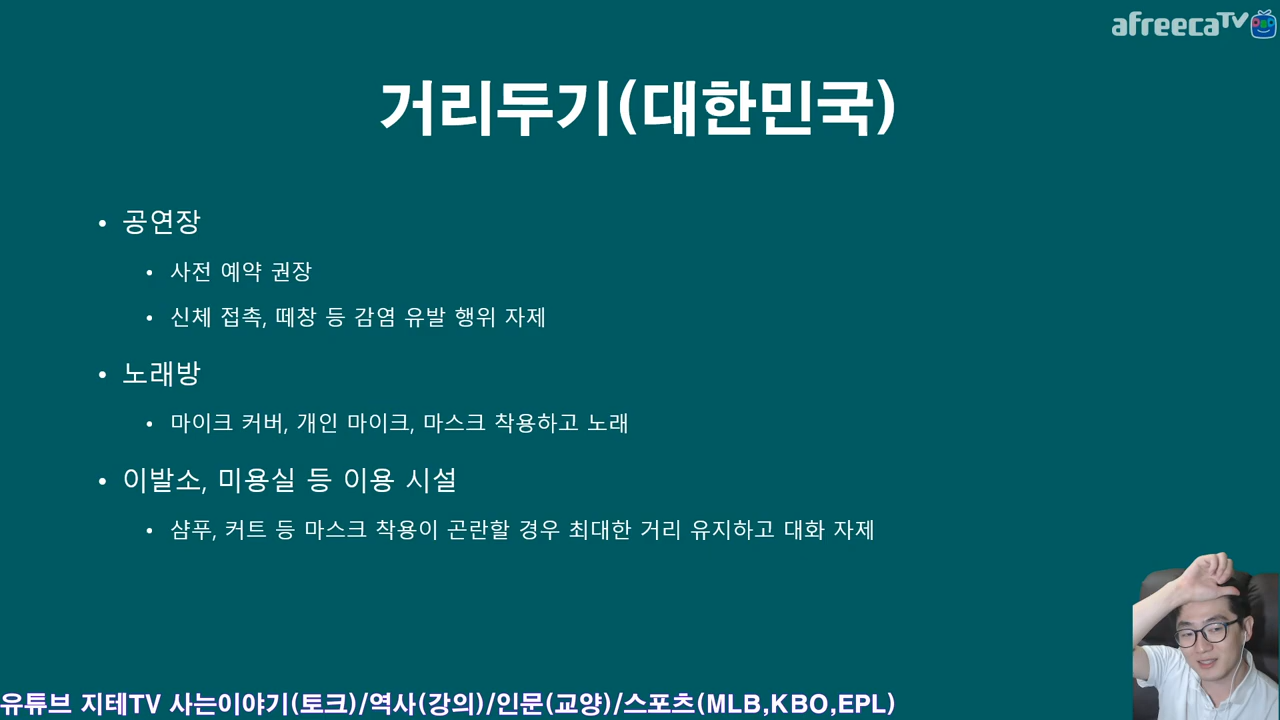 afreecaTV
거리두기(대한민국)
• 공연장
• 사전 예약 권장
• 신체 접촉, 떼창 등 감염 유발 행위 자제
• 노래방
• 마이크 커버, 개인 마이크, 마스크 착용하고 노래
• 이발소, 미용실 등 이용 시설
• 샴푸, 커트 등 마스크 착용이 곤란할 경우 최대한 거리 유지하고 대화 자제
유튜브 지테TV 사는이야기(토크)/역사(강의)/인문(교양)/스포츠(MLB,KBO,EPL)